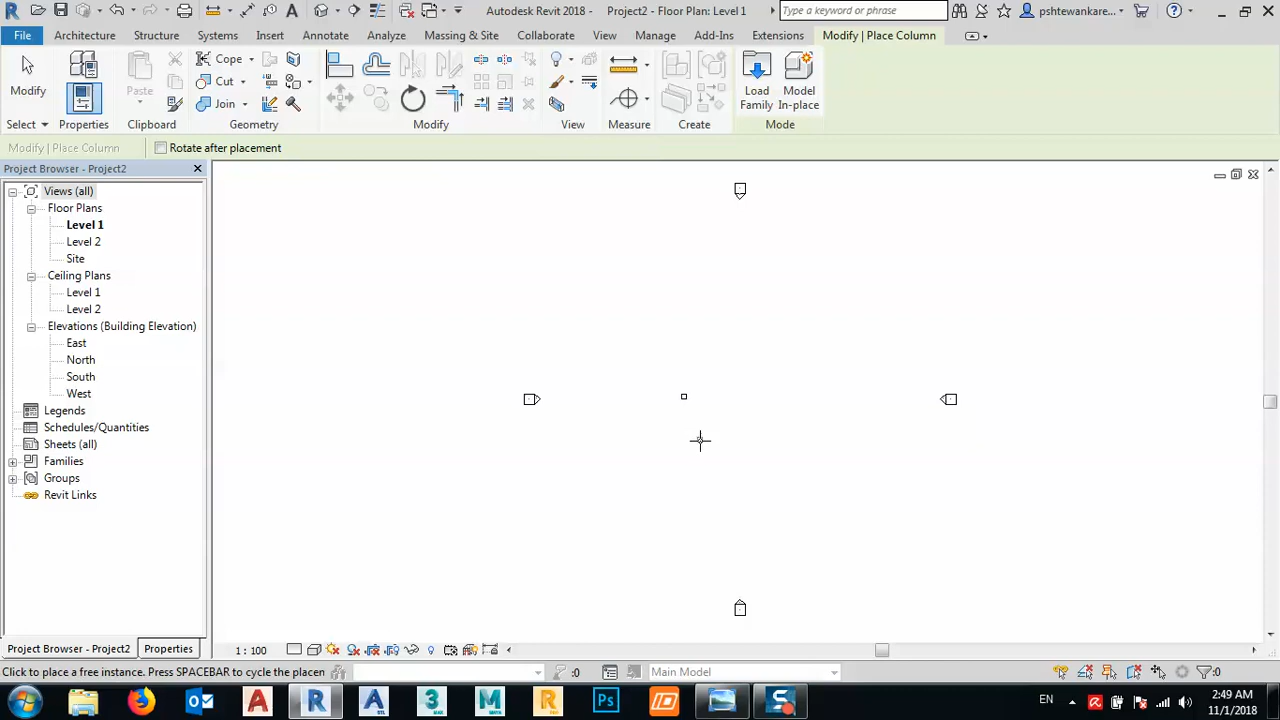 Autodesk Revit 2018 - Project2 - Floor Plan: Level 1
Type a keyword or phrase
pshtewankare...
File Architecture Structure Systems Insert Annotate Analyze Massing & Site Collaborate View Manage Add-Ins Extensions Modify | Place Column
Modify
Properties
Paste
Cope
Cut
Join
Load Family
Model In-place
Select Properties Clipboard Geometry Modify View Measure Create Mode
Modify | Place Column Rotate after placement
Project Browser - Project2
Views (all)
Floor Plans
Level 1
Level 2
Site
Ceiling Plans
Level 1
Level 2
Elevations (Building Elevation)
East
North
South
West
Legends
Schedules/Quantities
Sheets (all)
Families
Groups
Revit Links
Project Browser - Project2 Properties
1 : 100
Click to place a free instance. Press SPACEBAR to cycle the placen
:0
Main Model
:0
EN
2:49 AM
11/1/2018